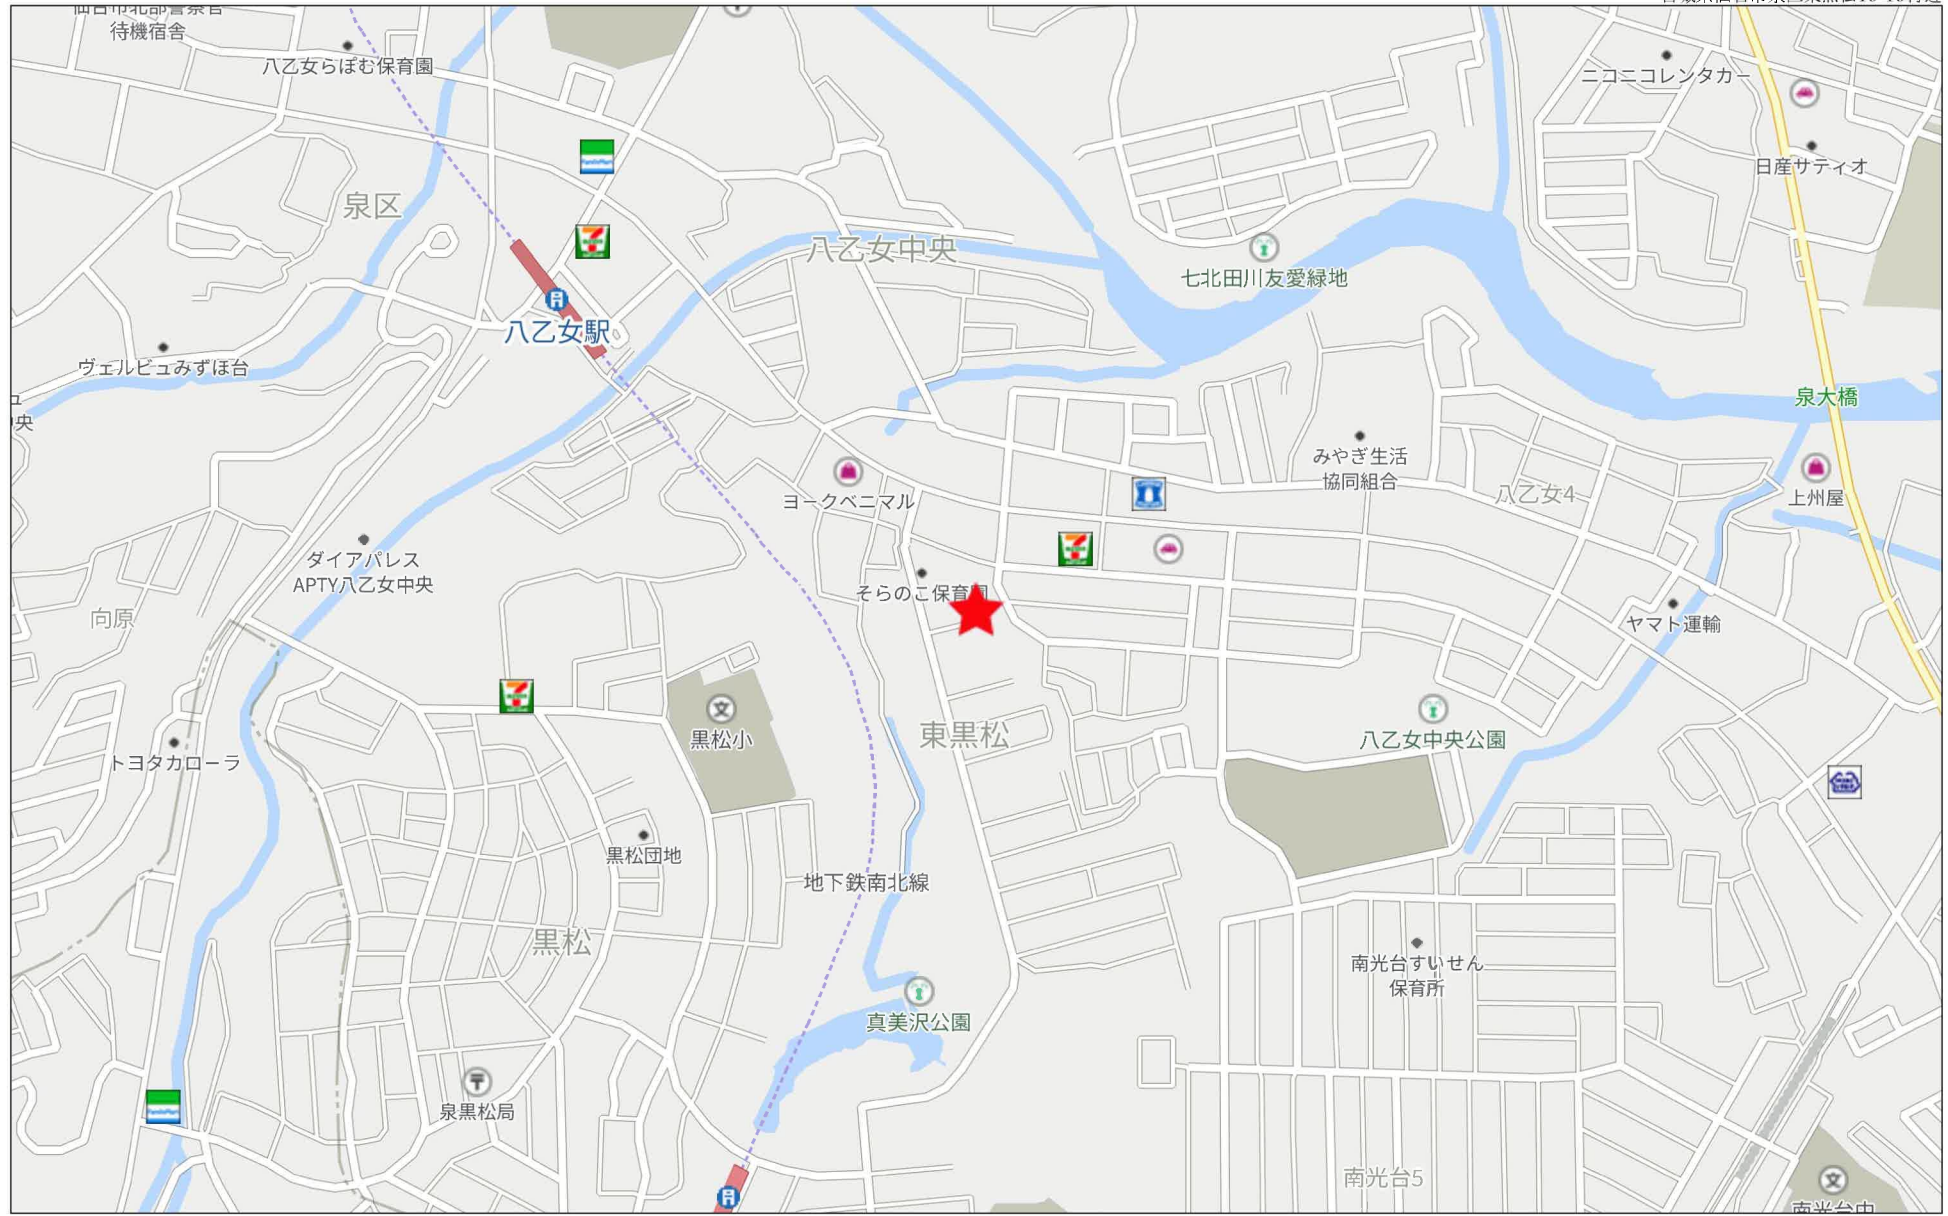 待機宿舎
八乙女らぽむ保育園
ニコニコレンタカー
日産サティオ
泉区
八乙女中央
七北田川友愛緑地
八乙女駅
ヴェルビュみずほ台
泉大橋
央
みやぎ生活
協同組合
八乙女4
上州屋
ヨークベニマル
ダイアパレス
APTY八乙女中央
そらのこ保育園
向原
ヤマト運輸
東黒松
黒松小
文
八乙女中央公園
トヨタカローラ
黒松団地
地下鉄南北線
黒松
南光台すいせん
保育所
真美沢公園
泉黒松局
南光台5
文
FamilyMart
FamilyMart